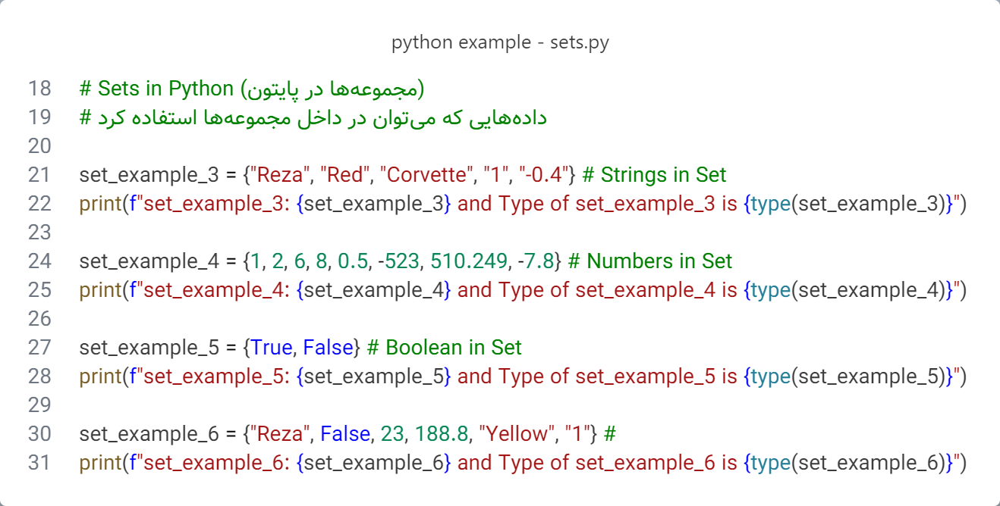 python example - sets.py
18 # Sets in Python (مجموعه‌ها در پایتون)
19 # داده‌هایی که می‌توان در داخل مجموعه‌ها استفاده کرد
20
21 set_example_3 = {"Reza", "Red", "Corvette", "1", "-0.4"} # Strings in Set
22 print(f"set_example_3: {set_example_3} and Type of set_example_3 is {type(set_example_3)}")
23
24 set_example_4 = {1, 2, 6, 8, 0.5, -523, 510.249, -7.8} # Numbers in Set
25 print(f"set_example_4: {set_example_4} and Type of set_example_4 is {type(set_example_4)}")
26
27 set_example_5 = {True, False} # Boolean in Set
28 print(f"set_example_5: {set_example_5} and Type of set_example_5 is {type(set_example_5)}")
29
30 set_example_6 = {"Reza", False, 23, 188.8, "Yellow", "1"} #
31 print(f"set_example_6: {set_example_6} and Type of set_example_6 is {type(set_example_6)}")